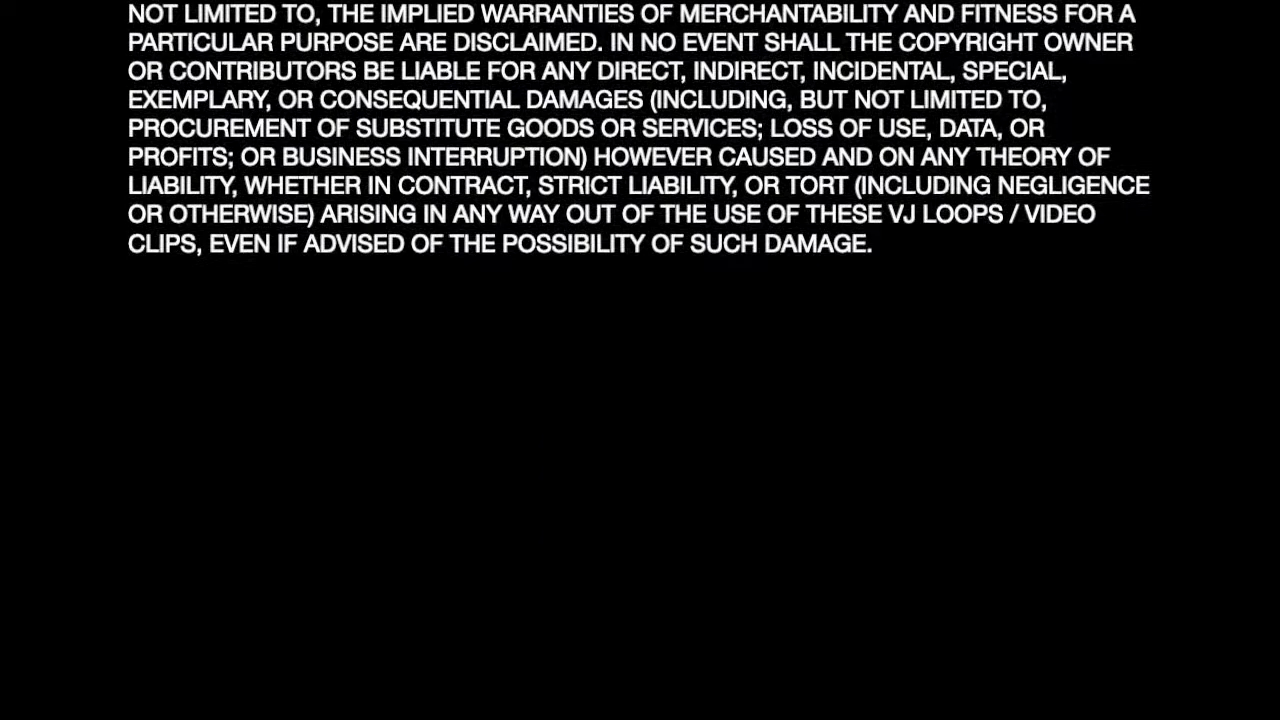 NOT LIMITED TO, THE IMPLIED WARRANTIES OF MERCHANTABILITY AND FITNESS FOR A
PARTICULAR PURPOSE ARE DISCLAIMED. IN NO EVENT SHALL THE COPYRIGHT OWNER
OR CONTRIBUTORS BE LIABLE FOR ANY DIRECT, INDIRECT, INCIDENTAL, SPECIAL,
EXEMPLARY, OR CONSEQUENTIAL DAMAGES (INCLUDING, BUT NOT LIMITED TO,
PROCUREMENT OF SUBSTITUTE GOODS OR SERVICES; LOSS OF USE, DATA, OR
PROFITS; OR BUSINESS INTERRUPTION) HOWEVER CAUSED AND ON ANY THEORY OF
LIABILITY, WHETHER IN CONTRACT, STRICT LIABILITY, OR TORT (INCLUDING NEGLIGENCE
OR OTHERWISE) ARISING IN ANY WAY OUT OF THE USE OF THESE VJ LOOPS / VIDEO
CLIPS, EVEN IF ADVISED OF THE POSSIBILITY OF SUCH DAMAGE.